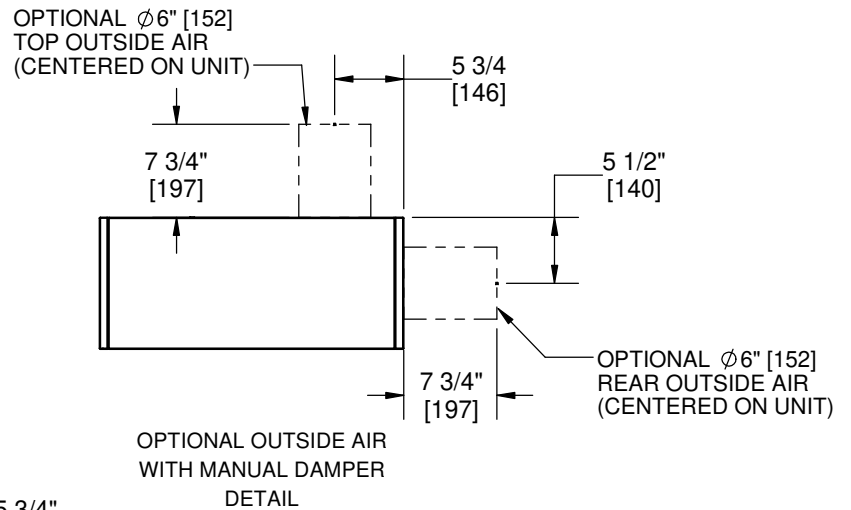 OPTIONAL ∅6" [152]
TOP OUTSIDE AIR
(CENTERED ON UNIT)
5 3/4
[146]
7 3/4"
[197]
5 1/2"
[140]
OPTIONAL ∅6" [152]
REAR OUTSIDE AIR
(CENTERED ON UNIT)
7 3/4"
[197]
OPTIONAL OUTSIDE AIR
WITH MANUAL DAMPER
DETAIL
3/4"